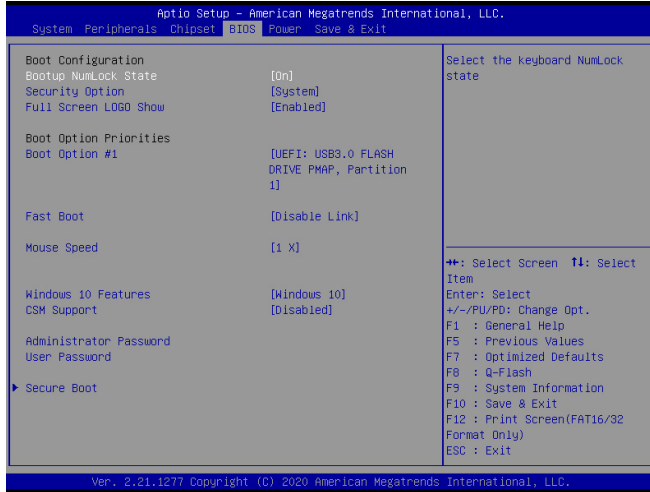 Aptio Setup – American Megatrends International, LLC.
System Peripherals Chipset BIOS Power Save & Exit
Boot Configuration
Bootup NumLock State [On]
Security Option [System]
Full Screen LOGO Show [Enabled]
Boot Option Priorities
Boot Option #1 [UEFI: USB3.0 FLASH
DRIVE PMAP, Partition
1]
Fast Boot [Disable Link]
Mouse Speed [1 X]
Windows 10 Features [Windows 10]
CSM Support [Disabled]
Administrator Password
User Password
Secure Boot
Select the keyboard NumLock
state
→←: Select Screen ↑↓: Select
Item
Enter: Select
+/-/PU/PD: Change Opt.
F1 : General Help
F5 : Previous Values
F7 : Optimized Defaults
F8 : Q-Flash
F9 : System Information
F10 : Save & Exit
F12 : Print Screen(FAT16/32
Format Only)
ESC : Exit
Ver. 2.21.1277 Copyright (C) 2020 American Megatrends International, LLC.